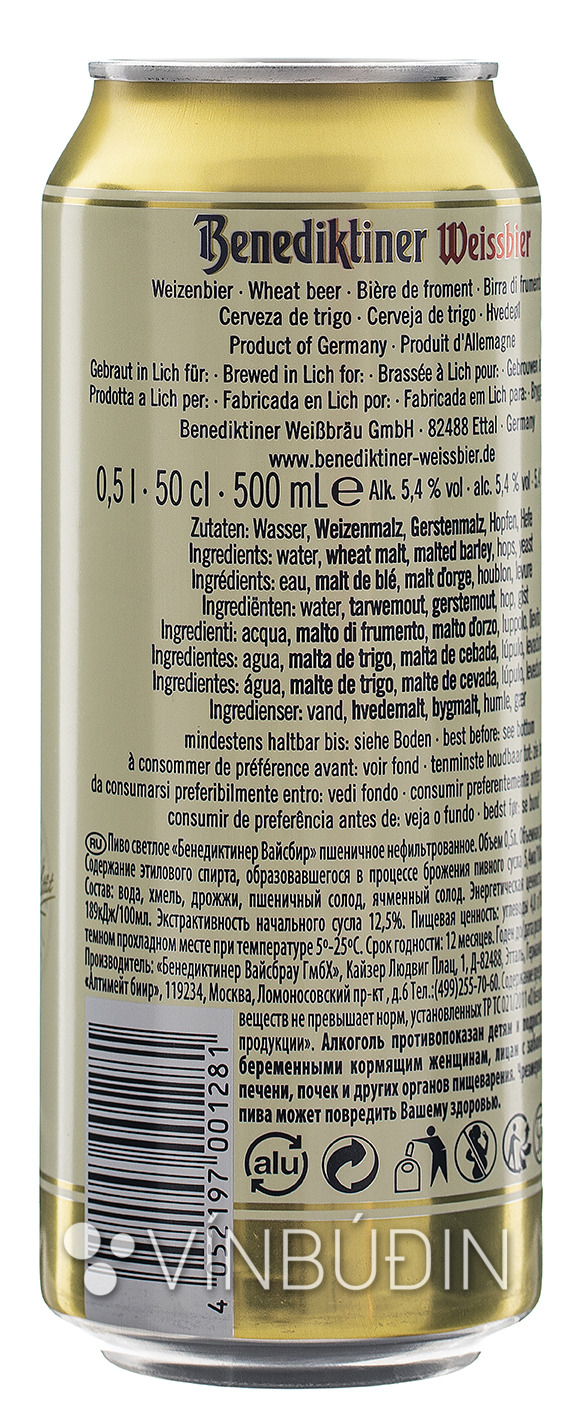 Benediktiner Weissbier
Weizenbier · Wheat beer · Bière de froment · Birra di frumento
Cerveza de trigo · Cerveja de trigo · Hvedeøl
Product of Germany · Produit d'Allemagne
Gebraut in Lich für: · Brewed in Lich for: · Brassée à Lich pour: · Gebrouwen
Prodotta a Lich per: · Fabricada en Lich por: · Fabricada em Lich para:
Benediktiner Weißbräu GmbH · 82488 Ettal · Germany
www.benediktiner-weissbier.de
0,5 l · 50 cl · 500 mL e Alk. 5,4 % vol · alc. 5,4 % vol
Zutaten: Wasser, Weizenmalz, Gerstenmalz, Hopfen, Hefe
Ingredients: water, wheat malt, malted barley, hops, yeast
Ingrédients: eau, malt de blé, malt d'orge, houblon, levure
Ingrediënten: water, tarwemout, gerstemout, hop, gist
Ingredienti: acqua, malto di frumento, malto d'orzo, luppolo,
Ingredientes: agua, malta de trigo, malta de cebada, lúpulo,
Ingredientes: água, malte de trigo, malte de cevada, lúpulo,
Ingredienser: vand, hvedemalt, bygmalt, humle, gær
mindestens haltbar bis: siehe Boden · best before: see bottom
à consommer de préférence avant: voir fond · tenminste houdbaar tot:
da consumarsi preferibilmente entro: vedi fondo · consumir preferentemente
consumir de preferência antes de: veja o fundo · bedst før: se bund
RU Пиво светлое «Бенедиктинер Вайсбир» пшеничное нефильтрованное. Объем 0,5л.
Содержание этилового спирта, образовавшегося в процессе брожения пивного сусла
Состав: вода, хмель, дрожжи, пшеничный солод, ячменный солод. Энергетическая ценность
189кДж/100мл. Экстрактивность начального сусла 12,5%. Пищевая ценность: углеводы
темном прохладном месте при температуре 5º-25ºС. Срок годности: 12 месяцев.
Производитель: «Бенедиктинер Вайсбрау ГмбХ», Кайзер Людвиг Плац, 1, Д-82488, Этталь,
«Алтимейт биир», 119234, Москва, Ломоносовский пр-кт , д.6 Тел.:(499)255-70-60.
веществ не превышает норм, установленных ТР ТС 021/2011
продукции». Алкоголь противопоказан детям и
беременным кормящим женщинам, лицам с
печени, почек и других органов пищеварения.
пива может повредить Вашему здоровью.
alu
4 052197 001281
VÍNBÚÐIN